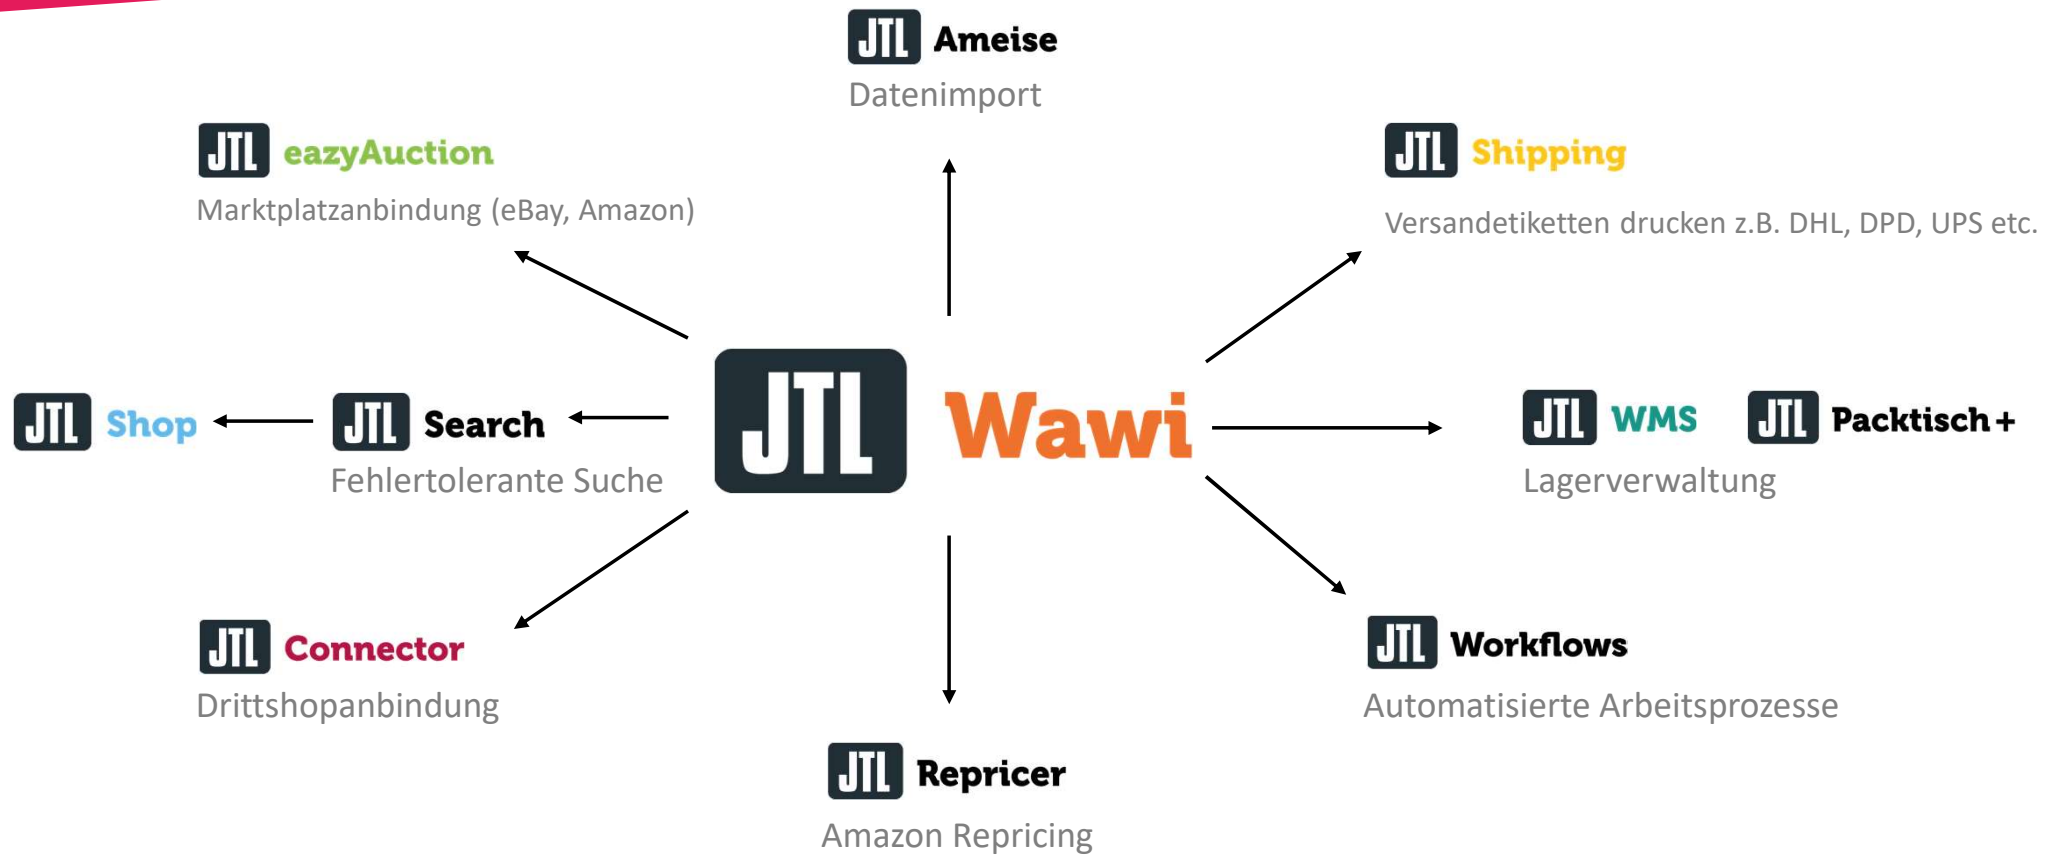 JTL Ameise
Datenimport
JTL eazyAuction
Marktplatzanbindung (eBay, Amazon)
JTL Shipping
Versandetiketten drucken z.B. DHL, DPD, UPS etc.
JTL Shop
JTL Search
Fehlertolerante Suche
JTL Wawi
JTL WMS
JTL Packtisch+
Lagerverwaltung
JTL Connector
Drittshopanbindung
JTL Workflows
Automatisierte Arbeitsprozesse
JTL Repricer
Amazon Repricing